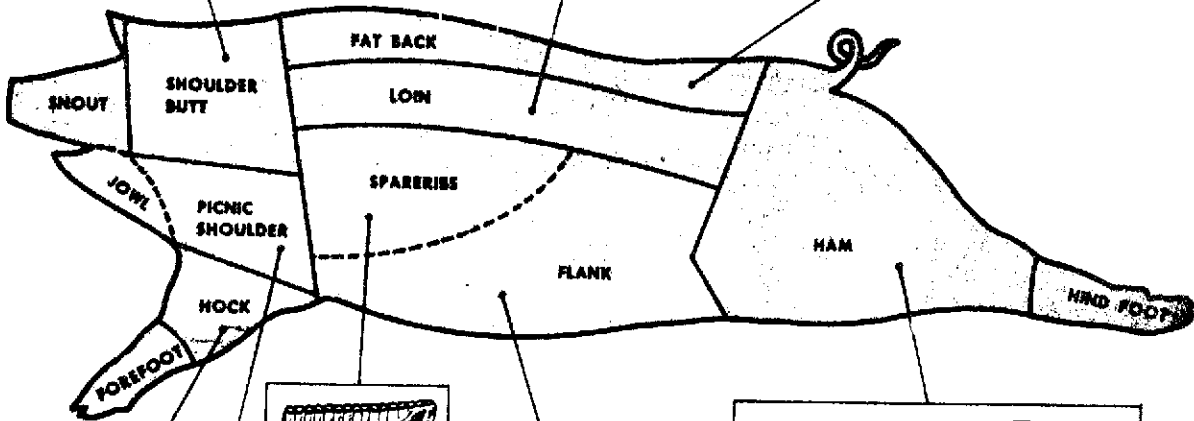 FAT BACK
SHOULDER
BUTT
SNOUT
LOIN
SPARERIBS
JOWL
PICNIC
SHOULDER
HAM
FLANK
HOCK
HIND FOOT
FOREFOOT